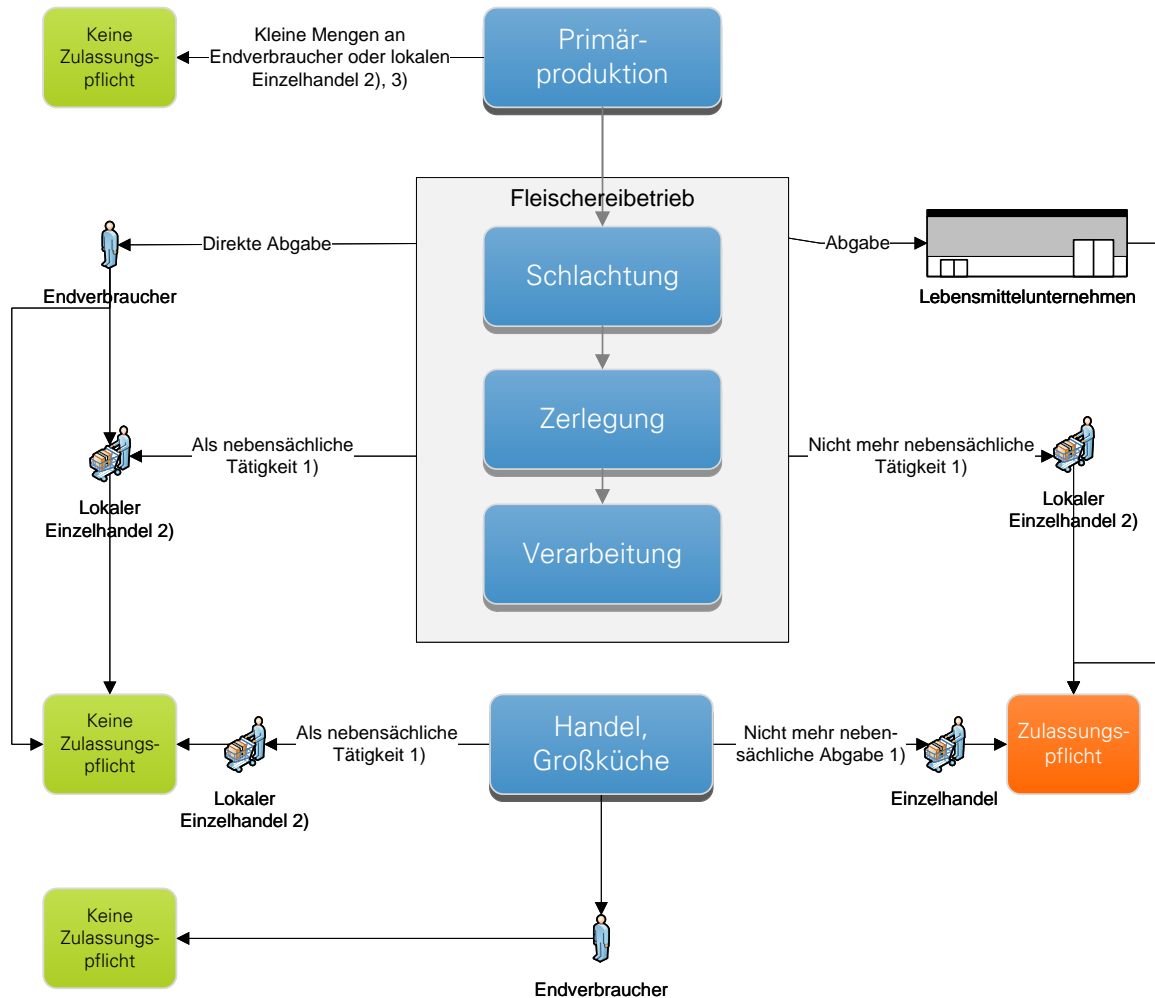 Keine
Zulassungs-
pflicht
Kleine Mengen an
Endverbraucher oder lokalen
Einzelhandel 2), 3)
Primär-
produktion
Fleischereibetrieb
Direkte Abgabe
Endverbraucher
Schlachtung
Abgabe
Lebensmittelunternehmen
Zerlegung
Als nebensächliche
Tätigkeit 1)
Lokaler
Einzelhandel 2)
Nicht mehr nebensächliche
Tätigkeit 1)
Lokaler
Einzelhandel 2)
Verarbeitung
Keine
Zulassungs-
pflicht
Lokaler
Einzelhandel 2)
Als nebensächliche
Tätigkeit 1)
Handel,
Großküche
Nicht mehr neben-
sächliche Abgabe 1)
Einzelhandel
Zulassungs-
pflicht
Keine
Zulassungs-
pflicht
Endverbraucher